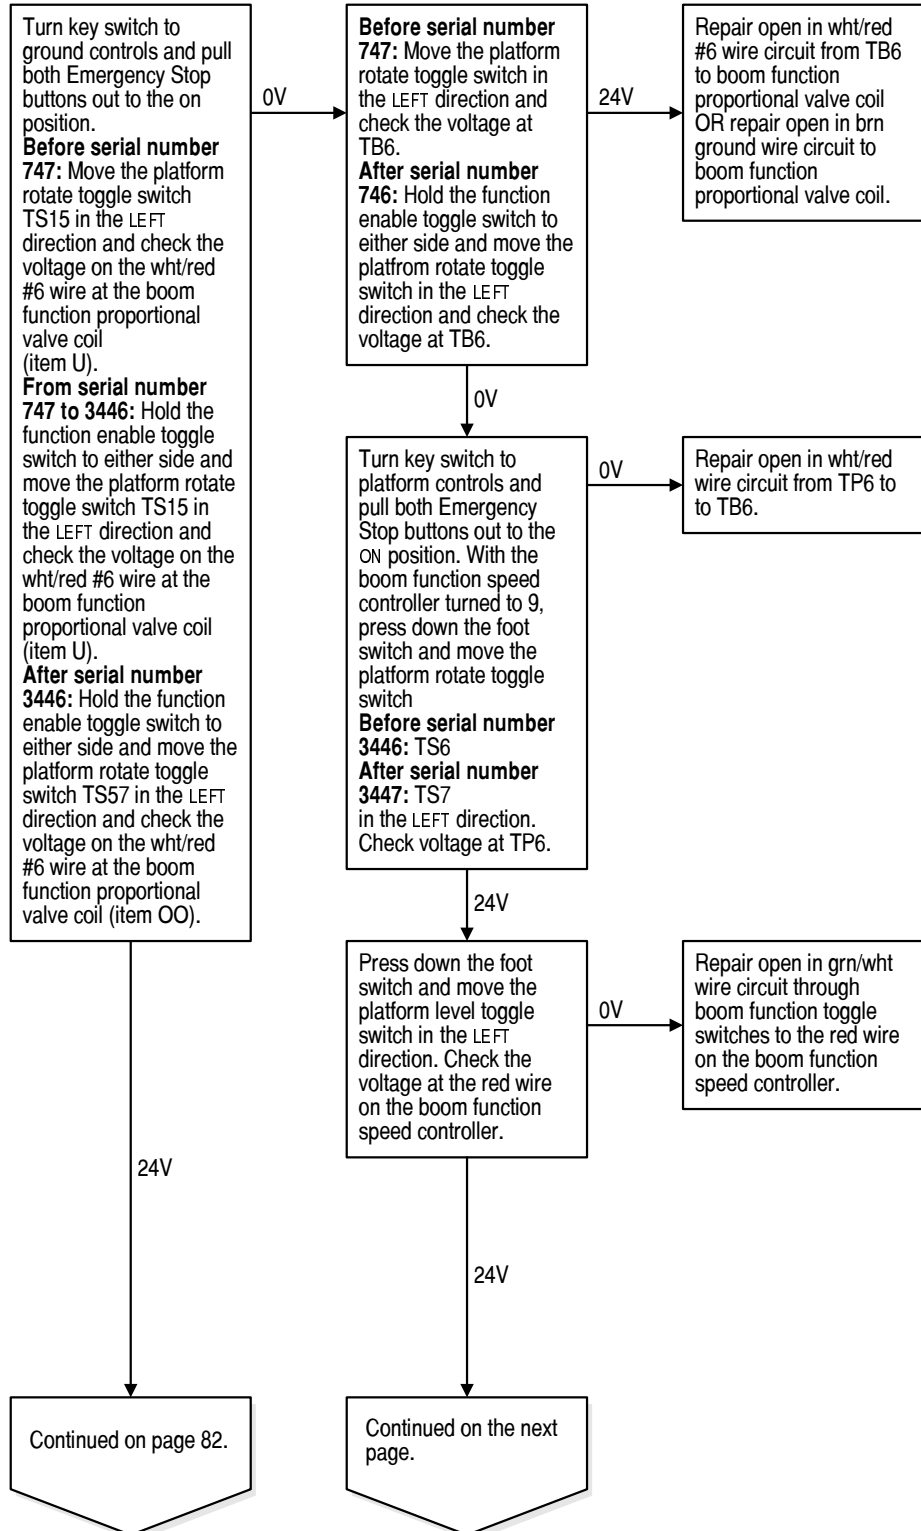 Turn key switch to
ground controls and pull
both Emergency Stop
buttons out to the on
position.
Before serial number
747: Move the platform
rotate toggle switch
TS15 in the LEFT
direction and check the
voltage on the wht/red
#6 wire at the boom
function proportional
valve coil
(item U).
From serial number
747 to 3446: Hold the
function enable toggle
switch to either side and
move the platform rotate
toggle switch TS15 in
the LEFT direction and
check the voltage on the
wht/red #6 wire at the
boom function
proportional valve coil
(item U).
After serial number
3446: Hold the function
enable toggle switch to
either side and move the
platform rotate toggle
switch TS57 in the LEFT
direction and check the
voltage on the wht/red
#6 wire at the boom
function proportional
valve coil (item OO).
0V
Before serial number
747: Move the platform
rotate toggle switch in
the LEFT direction and
check the voltage at
TB6.
After serial number
746: Hold the function
enable toggle switch to
either side and move the
platfrom rotate toggle
switch in the LEFT
direction and check the
voltage at TB6.
24V
Repair open in wht/red
#6 wire circuit from TB6
to boom function
proportional valve coil
OR repair open in brn
ground wire circuit to
boom function
proportional valve coil.
0V
Turn key switch to
platform controls and
pull both Emergency
Stop buttons out to the
ON position. With the
boom function speed
controller turned to 9,
press down the foot
switch and move the
platform rotate toggle
switch
Before serial number
3446: TS6
After serial number
3447: TS7
in the LEFT direction.
Check voltage at TP6.
0V
Repair open in wht/red
wire circuit from TP6 to
to TB6.
24V
Press down the foot
switch and move the
platform level toggle
switch in the LEFT
direction. Check the
voltage at the red wire
on the boom function
speed controller.
0V
Repair open in grn/wht
wire circuit through
boom function toggle
switches to the red wire
on the boom function
speed controller.
24V
24V
Continued on page 82.
Continued on the next
page.